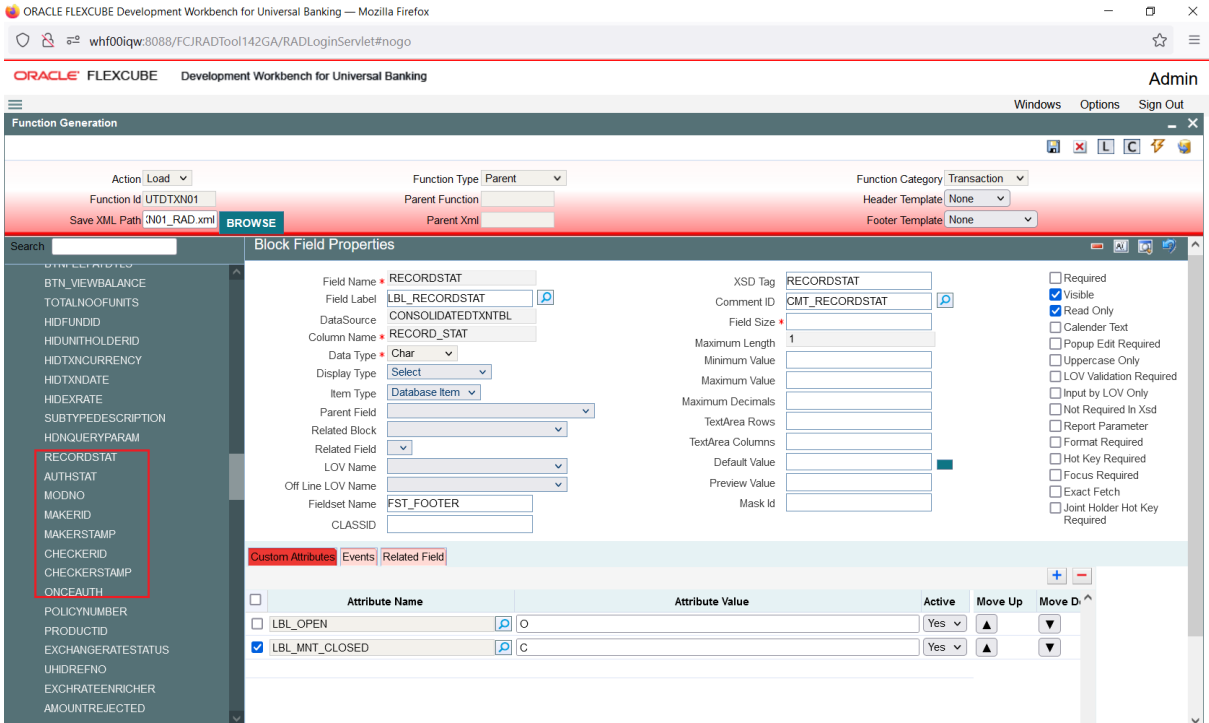 ORACLE FLEXCUBE Development Workbench for Universal Banking — Mozilla Firefox
whf00iqw:8088/FCJRADTool142GA/RADLoginServlet#nogo
ORACLE FLEXCUBE Development Workbench for Universal Banking Admin
Windows Options Sign Out
Function Generation
L C
Action Load Function Type Parent Function Category Transaction
Function Id UTDTXN01 Parent Function Header Template None
Save XML Path N01_RAD.xml BROWSE Parent Xml Footer Template None
Search
BTN_VIEWBALANCE
TOTALNOOFUNITS
HIDFUNDID
HIDUNITHOLDERID
HIDTXNCURRENCY
HIDTXNDATE
HIDEXRATE
SUBTYPEDESCRIPTION
HDNQUERYPARAM
RECORDSTAT
AUTHSTAT
MODNO
MAKERID
MAKERSTAMP
CHECKERID
CHECKERSTAMP
ONCEAUTH
POLICYNUMBER
PRODUCTID
EXCHANGERATESTATUS
UHIDREFNO
EXCHRATEENRICHER
AMOUNTREJECTED
Block Field Properties
Field Name * RECORDSTAT
Field Label LBL_RECORDSTAT
DataSource CONSOLIDATEDTXNTBL
Column Name * RECORD_STAT
Data Type * Char
Display Type Select
Item Type Database Item
Parent Field
Related Block
Related Field
LOV Name
Off Line LOV Name
Fieldset Name FST_FOOTER
CLASSID
XSD Tag RECORDSTAT
Comment ID CMT_RECORDSTAT
Field Size *
Maximum Length 1
Minimum Value
Maximum Value
Maximum Decimals
TextArea Rows
TextArea Columns
Default Value
Preview Value
Mask Id
Required
Visible
Read Only
Calender Text
Popup Edit Required
Uppercase Only
LOV Validation Required
Input by LOV Only
Not Required In Xsd
Report Parameter
Format Required
Hot Key Required
Focus Required
Exact Fetch
Joint Holder Hot Key
Required
Custom Attributes Events Related Field
Attribute Name Attribute Value Active Move Up Move D
LBL_OPEN O Yes
LBL_MNT_CLOSED C Yes